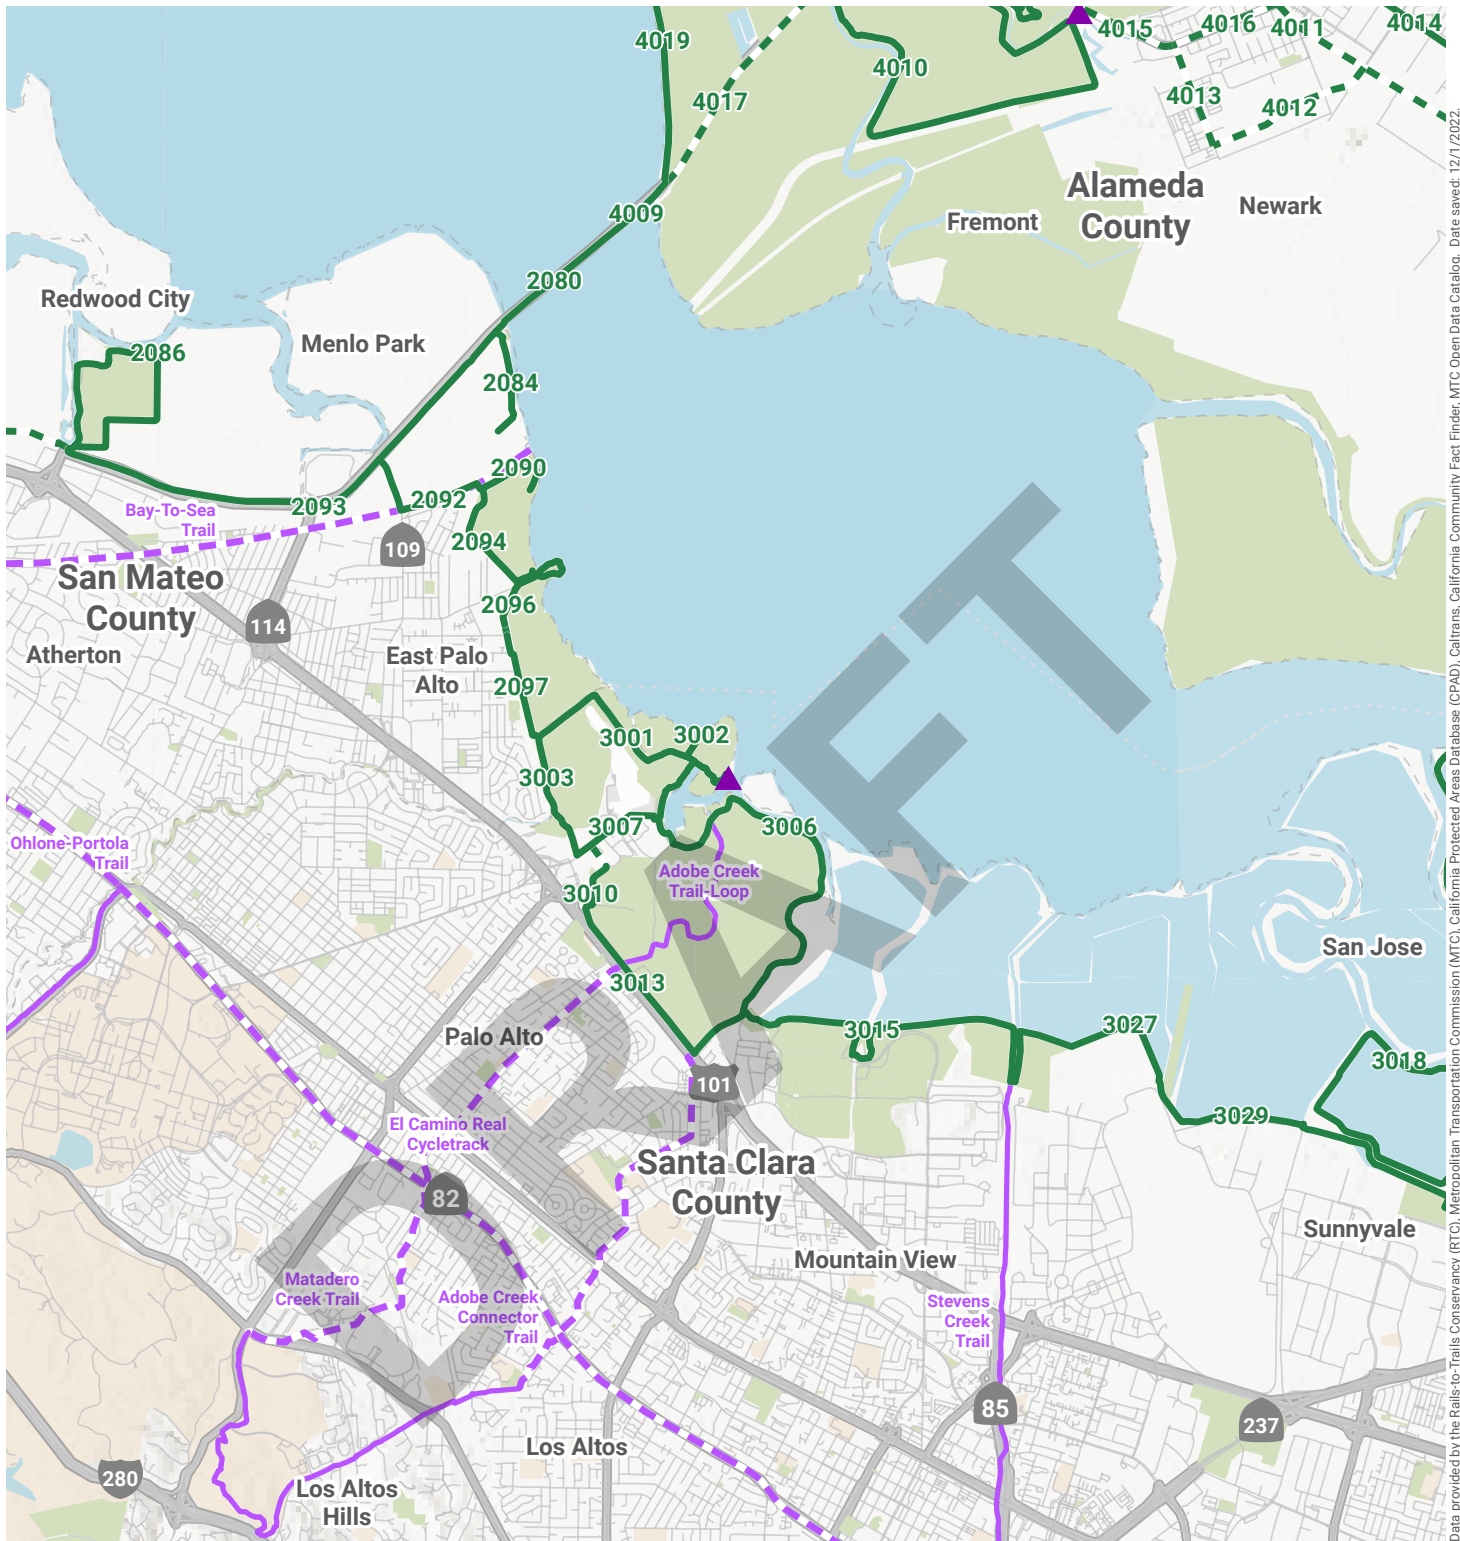 4019
4015
4016
4011
4014
4010
4017
4013
4012
Alameda
County
Newark
Fremont
4009
2080
Redwood City
Menlo Park
2086
2084
2090
2092
2093
Bay-To-Sea
Trail
109
2094
San Mateo
County
114
2096
Atherton
East Palo
Alto
2097
3001
3002
3003
3007
3006
Ohlone-Portola
Trail
Adobe Creek
Trail-Loop
3010
San Jose
3013
Palo Alto
3015
3027
3018
101
3029
El Camino Real
Cycletrack
Santa Clara
County
82
Sunnyvale
Mountain View
Matadero
Creek Trail
Adobe Creek
Connector
Trail
Stevens
Creek
Trail
85
237
Los Altos
280
Los Altos
Hills
DRAFT
Data provided by the Rails-to-Trails Conservancy (RTC), Metropolitan Transportation Commission (MTC), California Protected Areas Database (CPAD), Caltrans, California Community Fact Finder, MTC Open Data Catalog. Date saved: 12/1/2022.